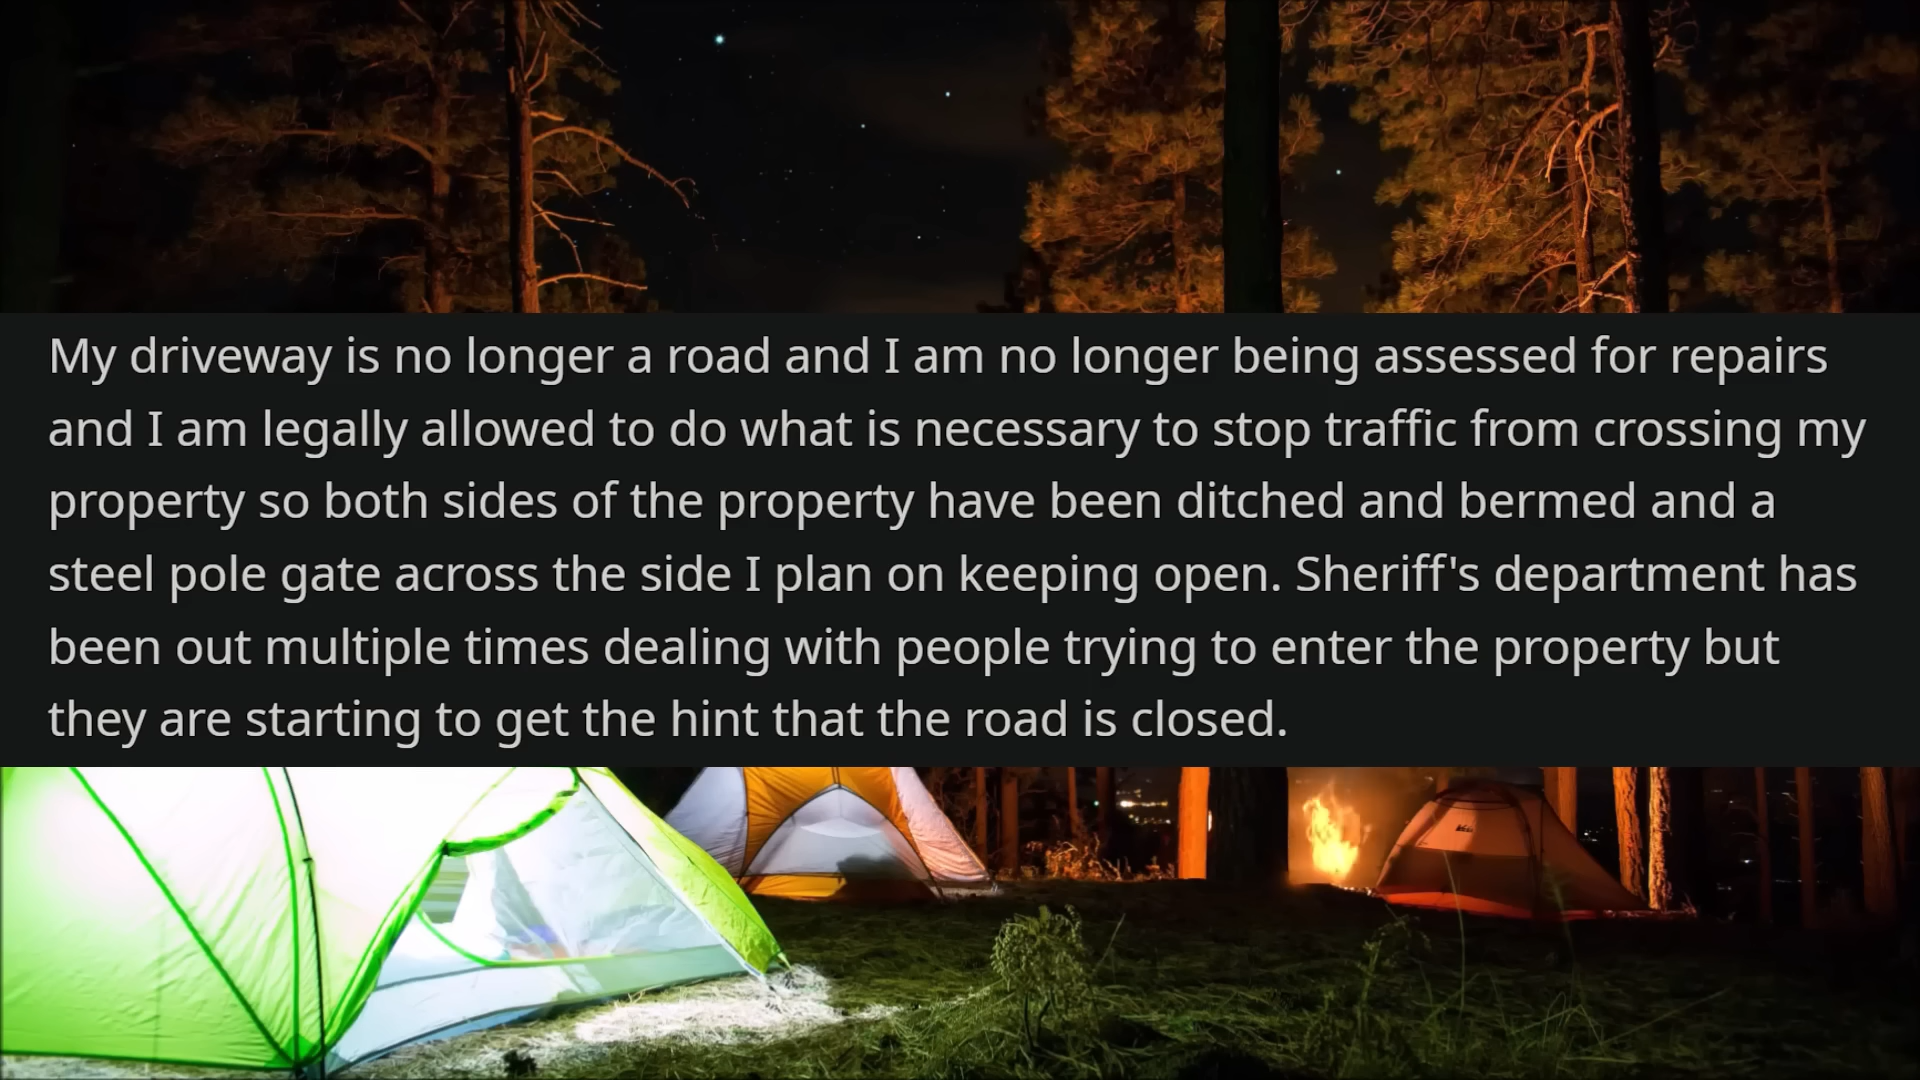 My driveway is no longer a road and I am no longer being assessed for repairs
and I am legally allowed to do what is necessary to stop traffic from crossing my
property so both sides of the property have been ditched and bermed and a
steel pole gate across the side I plan on keeping open. Sheriff's department has
been out multiple times dealing with people trying to enter the property but
they are starting to get the hint that the road is closed.